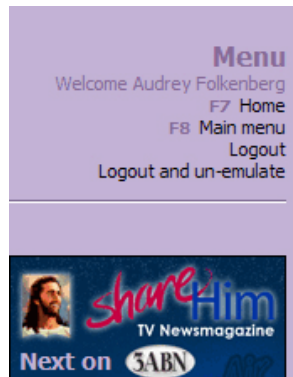 Menu
Welcome Audrey Folkenberg
F7 Home
F8 Main menu
Logout
Logout and un-emulate
share Him
TV Newsmagazine
Next on 3ABN